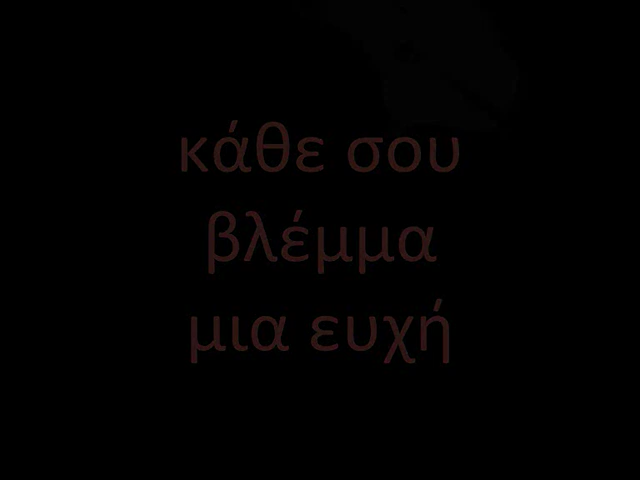 κάθε σου
βλέμμα
μια ευχή